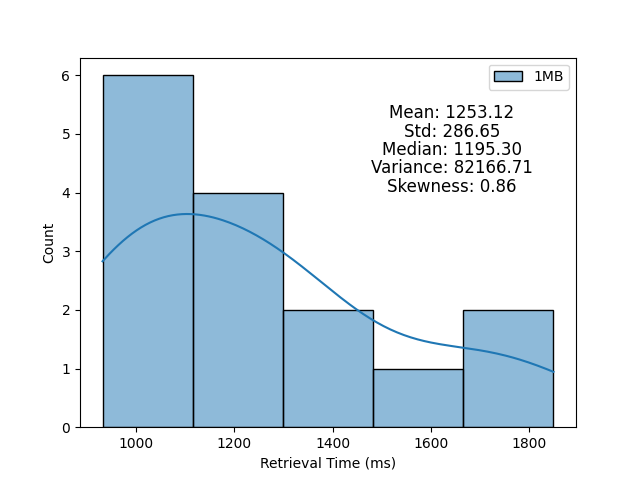 1MB
Mean: 1253.12
Std: 286.65
Median: 1195.30
Variance: 82166.71
Skewness: 0.86
Count
6
5
4
3
2
1
0
1000 1200 1400 1600 1800
Retrieval Time (ms)